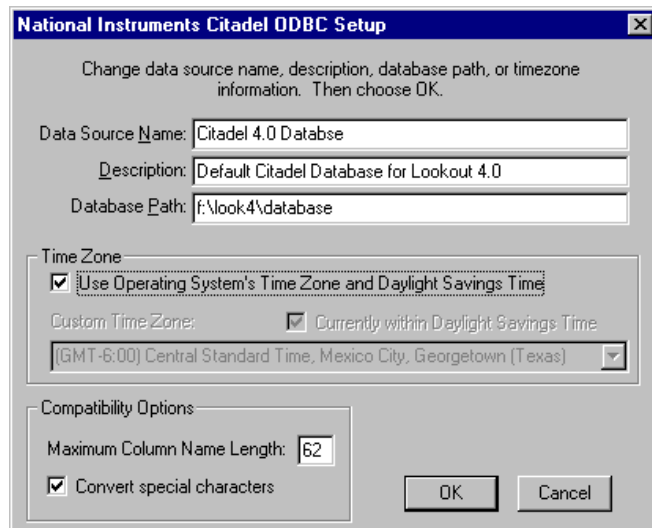 National Instruments Citadel ODBC Setup
Change data source name, description, database path, or timezone
information. Then choose OK.
Data Source Name: Citadel 4.0 Databse
Description: Default Citadel Database for Lookout 4.0
Database Path: f:\look4\database
Time Zone
Use Operating System's Time Zone and Daylight Savings Time
Custom Time Zone: Currently within Daylight Savings Time
(GMT-6:00) Central Standard Time, Mexico City, Georgetown (Texas)
Compatibility Options
Maximum Column Name Length: 62
Convert special characters
OK Cancel